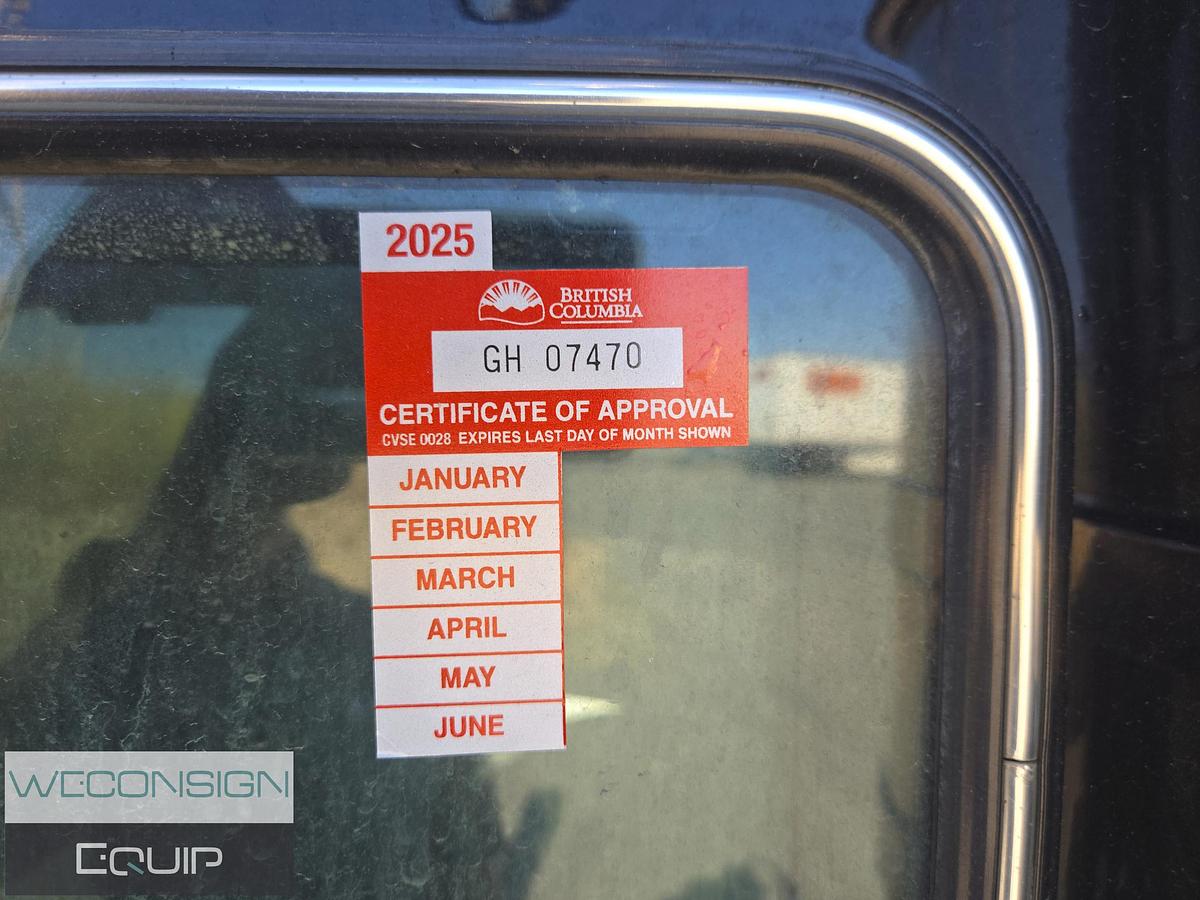 2025
BRITISH
COLUMBIA
GH 07470
CERTIFICATE OF APPROVAL
CVSE 0028 EXPIRES LAST DAY OF MONTH SHOWN
JANUARY
FEBRUARY
MARCH
APRIL
MAY
JUNE
WECONSIGN
EQUIP